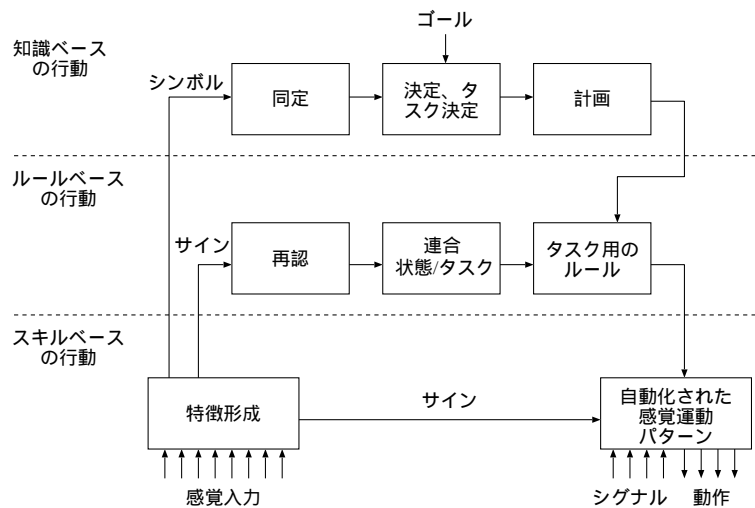 ゴール
知識ベース
の行動
シンボル
同定
決定、タ
スク決定
計画
ルールベース
の行動
サイン
再認
連合
状態/タスク
タスク用の
ルール
スキルベース
の行動
特徴形成
サイン
自動化された
感覚運動
パターン
感覚入力
シグナル
動作